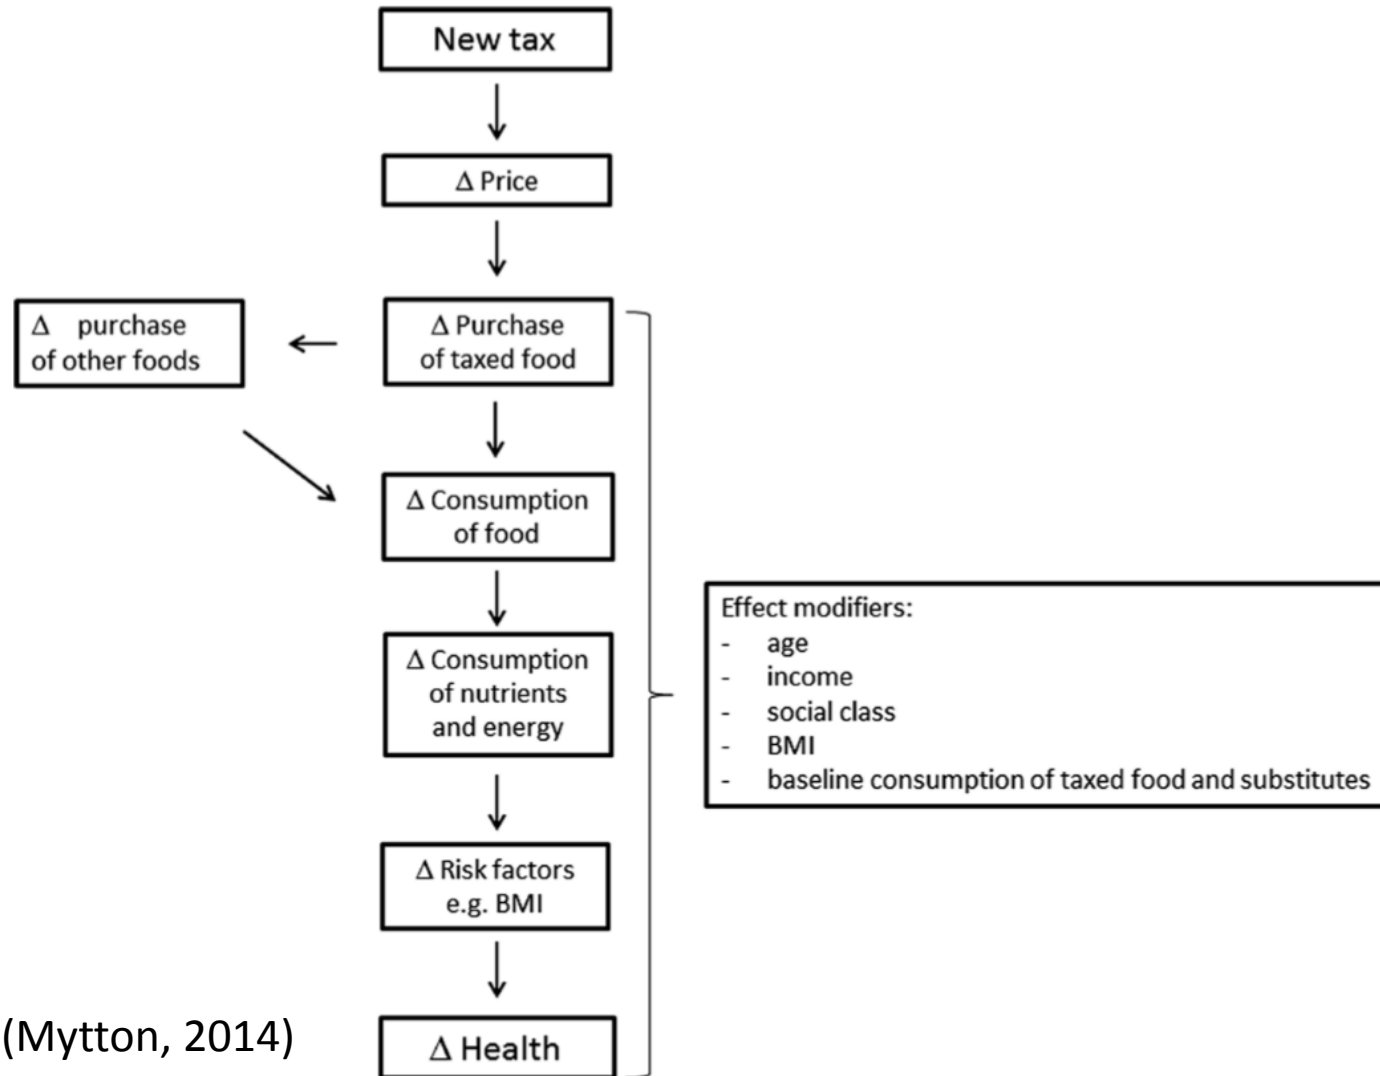 New tax
Δ Price
Δ purchase
of other foods
Δ Purchase
of taxed food
Δ Consumption
of food
Δ Consumption
of nutrients
and energy
Effect modifiers:
- age
- income
- social class
- BMI
- baseline consumption of taxed food and substitutes
Δ Risk factors
e.g. BMI
Δ Health
(Mytton, 2014)